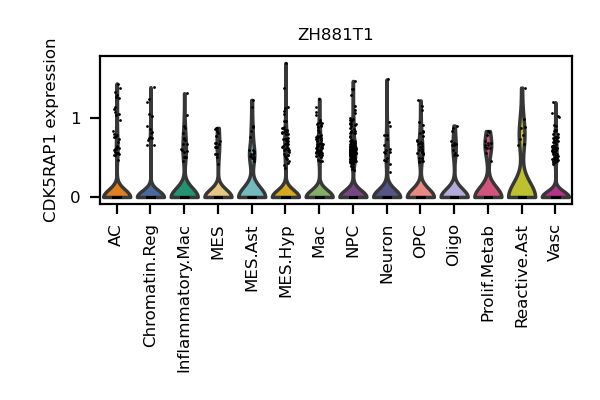 ZH881T1
CDK5RAP1 expression
1
0
AC
Chromatin.Reg
Inflammatory.Mac
MES
MES.Ast
MES.Hyp
Mac
NPC
Neuron
OPC
Oligo
Prolif.Metab
Reactive.Ast
Vasc